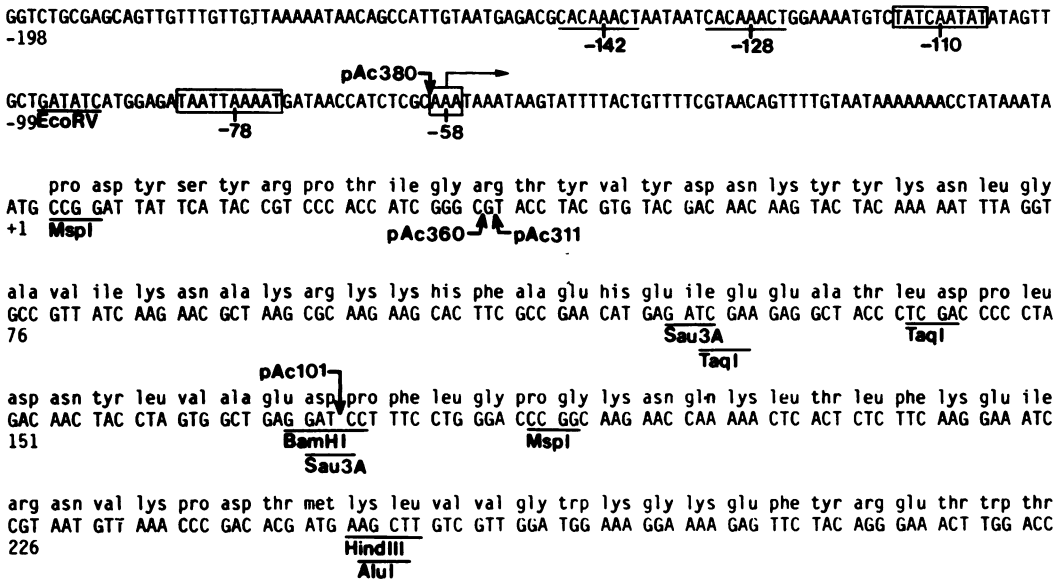 GGTCTGCGAGCAGTTGTTTGTTGTTAAAAATAACAGCCATTGTAATGAGACGCACAAACTAATAATCACAAACTGGAAAATGTCTATCAATATATAGTT
-198 -142 -128 -110
pAc380
GCTGATATCATGGAGATAATTAAAATGATAACCATCTCGCAAATAAATAAGTATTTTACTGTTTTCGTAACAGTTTTGTAATAAAAAAACCTATAAATA
-99 EcoRV -78 -58
pro asp tyr ser tyr arg pro thr ile gly arg thr tyr val tyr asp asn lys tyr tyr lys asn leu gly
ATG CCG GAT TAT TCA TAC CGT CCC ACC ATC GGG CGT ACC TAC GTG TAC GAC AAC AAG TAC TAC AAA AAT TTA GGT
+1 MspI pAc360 pAc311
ala val ile lys asn ala lys arg lys lys his phe ala glu his glu ile glu glu ala thr leu asp pro leu
GCC GTT ATC AAG AAC GCT AAG CGC AAG AAG CAC TTC GCC GAA CAT GAG ATC GAA GAG GCT ACC CTC GAC CCC CTA
76 Sau3A TaqI
TaqI
pAc101
asp asn tyr leu val ala glu asp pro phe leu gly pro gly lys asn gln lys leu thr leu phe lys glu ile
GAC AAC TAC CTA GTG GCT GAG GAT CCT TTC CTG GGA CCC GGC AAG AAC CAA AAA CTC ACT CTC TTC AAG GAA ATC
151 BamHI MspI
Sau3A
arg asn val lys pro asp thr met lys leu val val gly trp lys gly lys glu phe tyr arg glu thr trp thr
CGT AAT GTT AAA CCC GAC ACG ATG AAG CTT GTC GTT GGA TGG AAA GGA AAA GAG TTC TAC AGG GAA ACT TGG ACC
226 HindIII
AluI